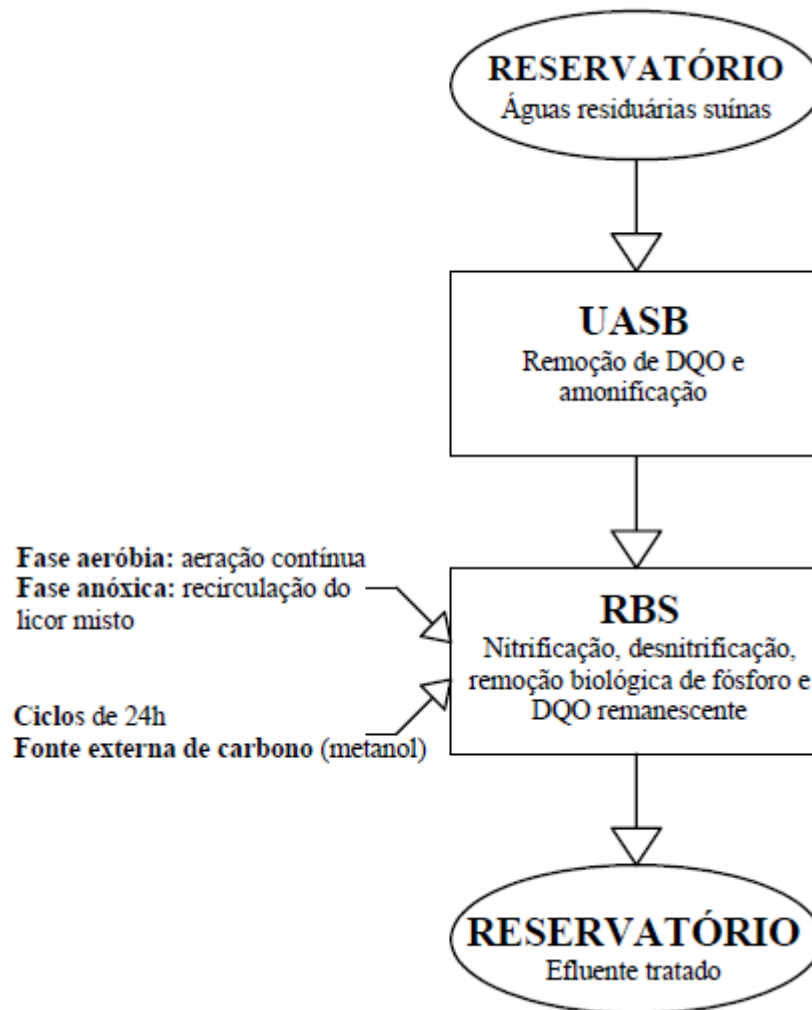 RESERVATÓRIO
Águas residuárias suínas
UASB
Remoção de DQO e
amonificação
Fase aeróbia: aeração contínua
Fase anóxica: recirculação do
licor misto
Ciclos de 24h
Fonte externa de carbono (metanol)
RBS
Nitrificação, desnitrificação,
remoção biológica de fósforo e
DQO remanescente
RESERVATÓRIO
Efluente tratado